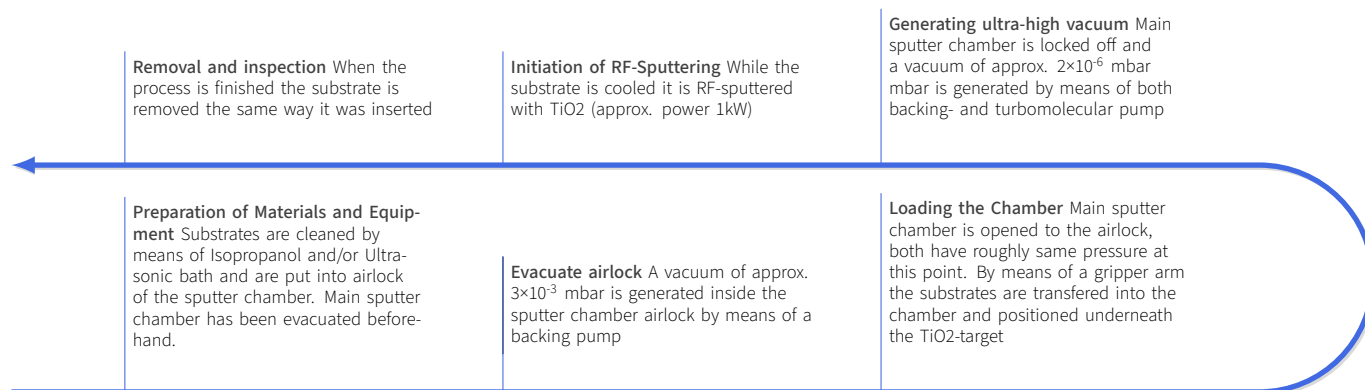 Removal and inspection When the
process is finished the substrate is
removed the same way it was inserted
Initiation of RF-Sputtering While the
substrate is cooled it is RF-sputtered
with TiO2 (approx. power 1kW)
Generating ultra-high vacuum Main
sputter chamber is locked off and
a vacuum of approx. 2×10⁻⁶ mbar
mbar is generated by means of both
backing- and turbomolecular pump
Preparation of Materials and Equip-
ment Substrates are cleaned by
means of Isopropanol and/or Ultra-
sonic bath and are put into airlock
of the sputter chamber. Main sputter
chamber has been evacuated before-
hand.
Evacuate airlock A vacuum of approx.
3×10⁻³ mbar is generated inside the
sputter chamber airlock by means of a
backing pump
Loading the Chamber Main sputter
chamber is opened to the airlock,
both have roughly same pressure at
this point. By means of a gripper arm
the substrates are transfered into the
chamber and positioned underneath
the TiO2-target